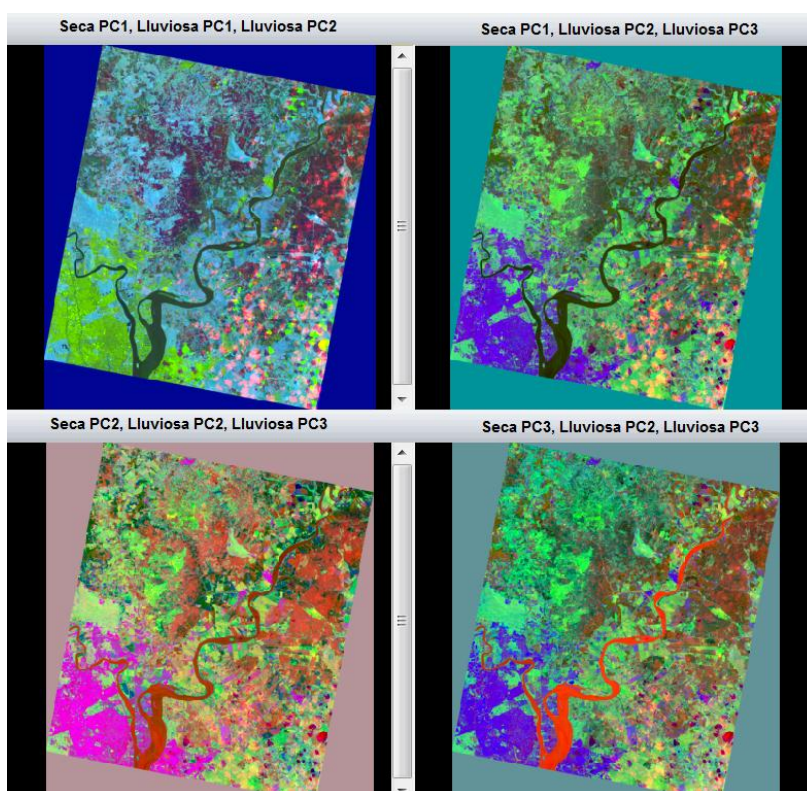 Seca PC1, Lluviosa PC1, Lluviosa PC2
Seca PC1, Lluviosa PC2, Lluviosa PC3
Seca PC2, Lluviosa PC2, Lluviosa PC3
Seca PC3, Lluviosa PC2, Lluviosa PC3